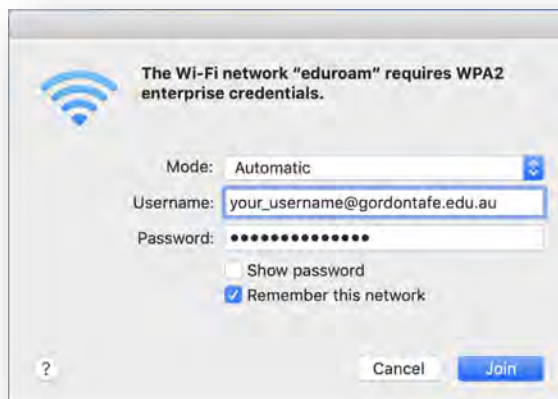 The Wi-Fi network “eduroam” requires WPA2
enterprise credentials.
Mode: Automatic
Username: your_username@gordontafe.edu.au
Password: ••••••••••••••
Show password
Remember this network
? Cancel Join